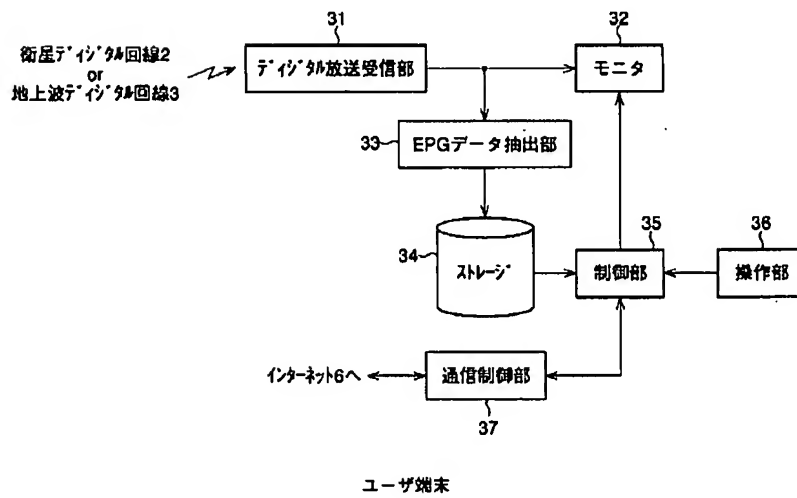 衛星ディジタル回線2
or
地上波ディジタル回線3
31
ディジタル放送受信部
32
モニタ
33
EPGデータ抽出部
34
ストレージ
35
制御部
36
操作部
インターネット6へ
通信制御部
37
ユーザ端末